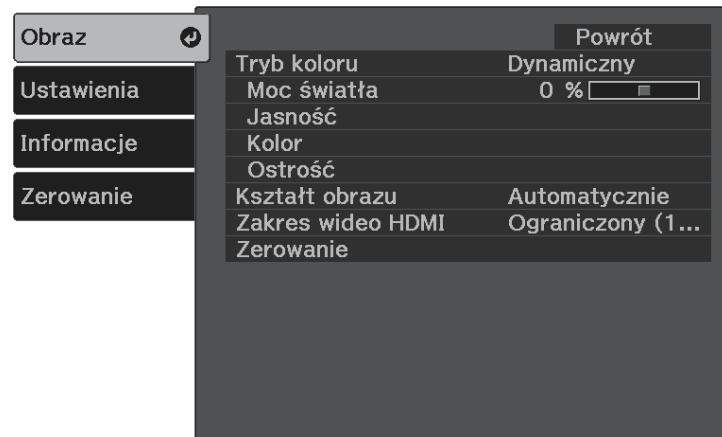 Obraz
Ustawienia
Informacje
Zerowanie
Powrót
Tryb koloru Dynamiczny
Moc światła 0 %
Jasność
Kolor
Ostrość
Kształt obrazu Automatycznie
Zakres wideo HDMI Ograniczony (1...
Zerowanie